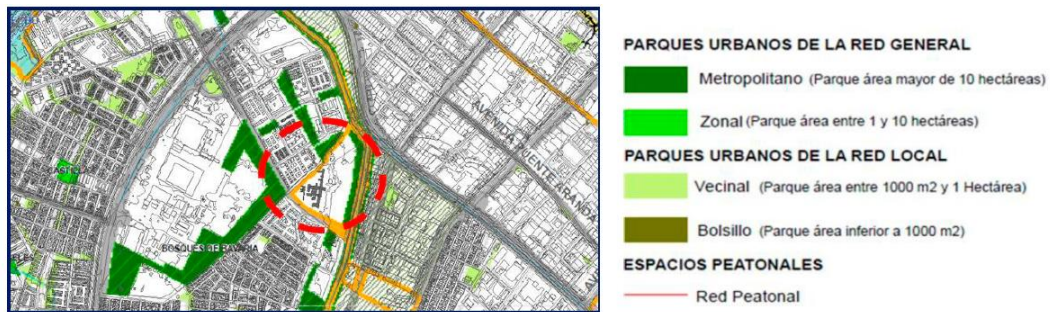 AVENIDA PUENTE ARANDA
BOSQUES DE BAVARIA
PARQUES URBANOS DE LA RED GENERAL
Metropolitano (Parque área mayor de 10 hectáreas)
Zonal (Parque área entre 1 y 10 hectáreas)
PARQUES URBANOS DE LA RED LOCAL
Vecinal (Parque área entre 1000 m2 y 1 Hectárea)
Bolsillo (Parque área inferior a 1000 m2)
ESPACIOS PEATONALES
Red Peatonal